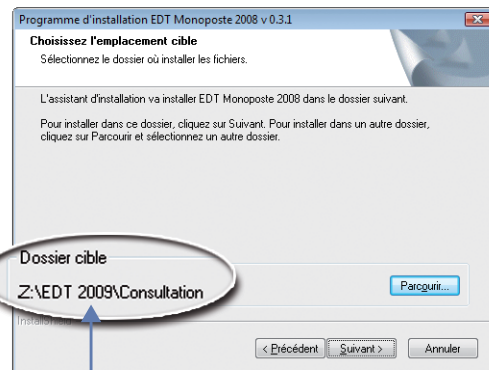 Programme d'installation EDT Monoposte 2008 v 0.3.1
Choisissez l'emplacement cible
Sélectionnez le dossier où installer les fichiers.
L'assistant d'installation va installer EDT Monoposte 2008 dans le dossier suivant.
Pour installer dans ce dossier, cliquez sur Suivant. Pour installer dans un autre dossier,
cliquez sur Parcourir et sélectionnez un autre dossier.
Dossier cible
Z:\EDT 2009\Consultation
Parcourir...
InstallShield
< Précédent
Suivant >
Annuler